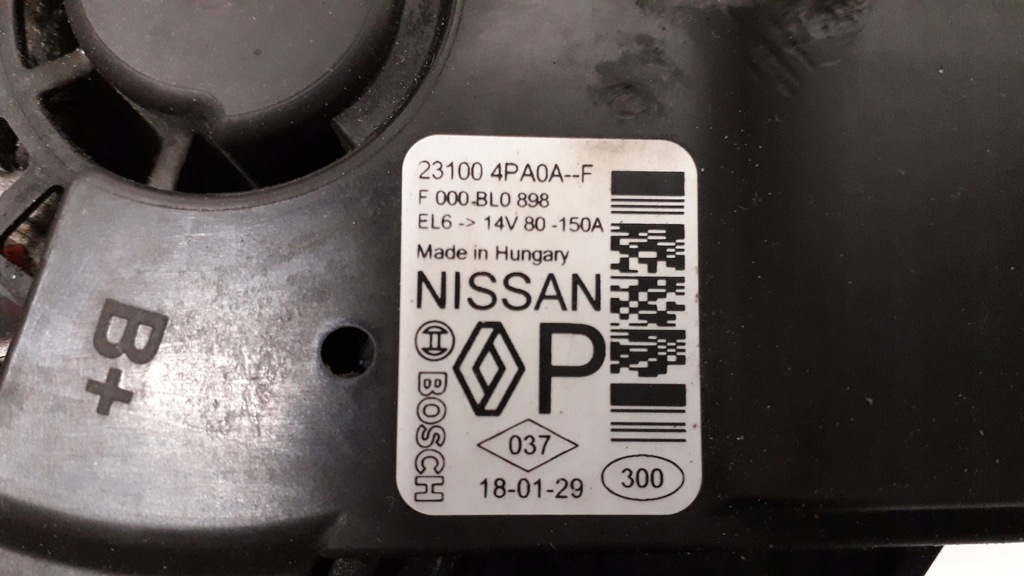 23100 4PA0A--F
F 000 BL0 898
EL6 -> 14V 80 -150A
Made in Hungary
NISSAN
P
BOSCH
037
18-01-29
300
B+